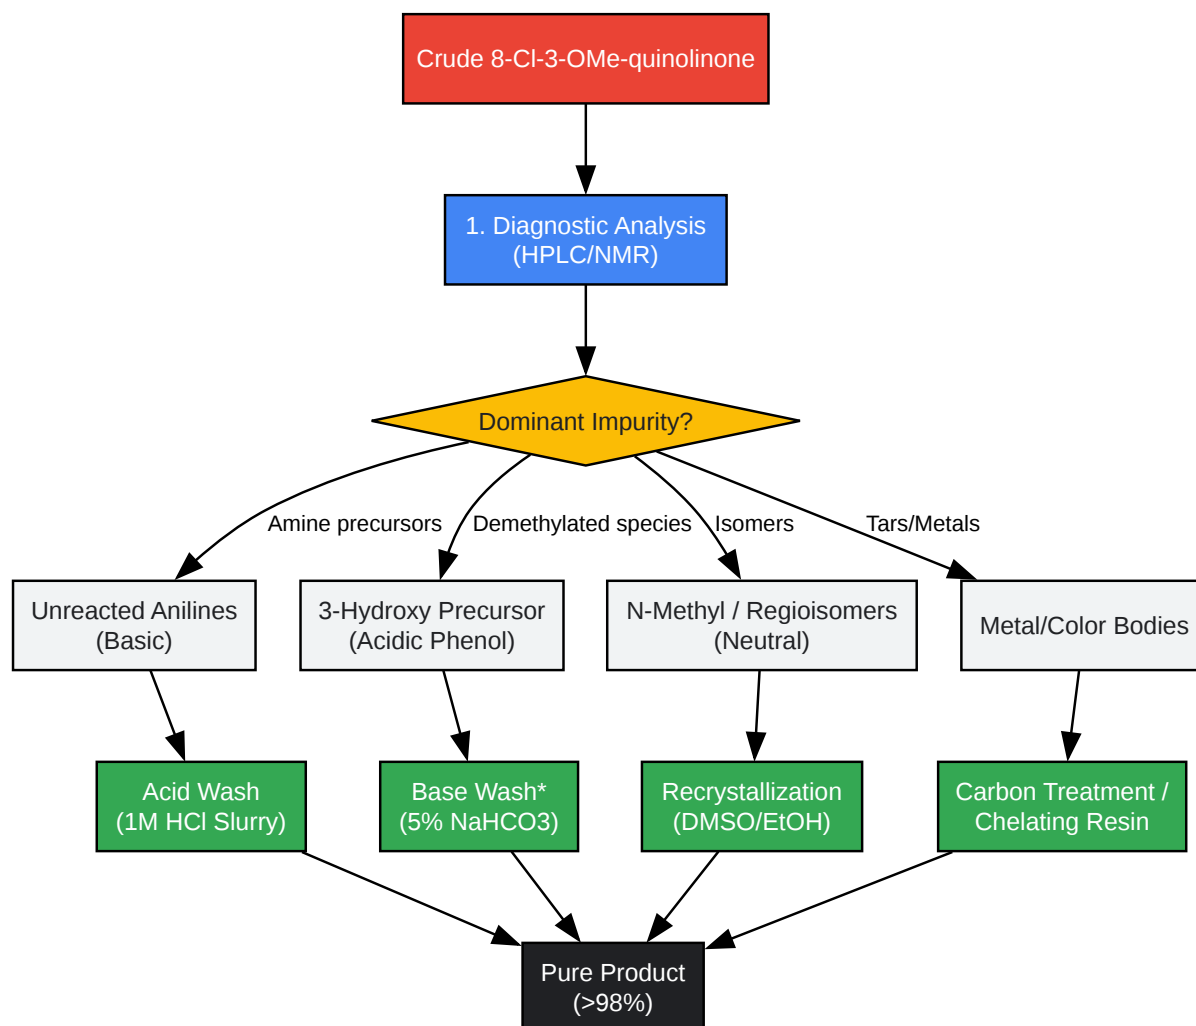 Crude 8-Cl-3-OMe-quinolinone
1. Diagnostic Analysis
(HPLC/NMR)
Dominant Impurity?
Amine precursors
Demethylated species
Isomers
Tars/Metals
Unreacted Anilines
(Basic)
3-Hydroxy Precursor
(Acidic Phenol)
N-Methyl / Regioisomers
(Neutral)
Metal/Color Bodies
Acid Wash
(1M HCl Slurry)
Base Wash*
(5% NaHCO3)
Recrystallization
(DMSO/EtOH)
Carbon Treatment /
Chelating Resin
Pure Product
(>98%)